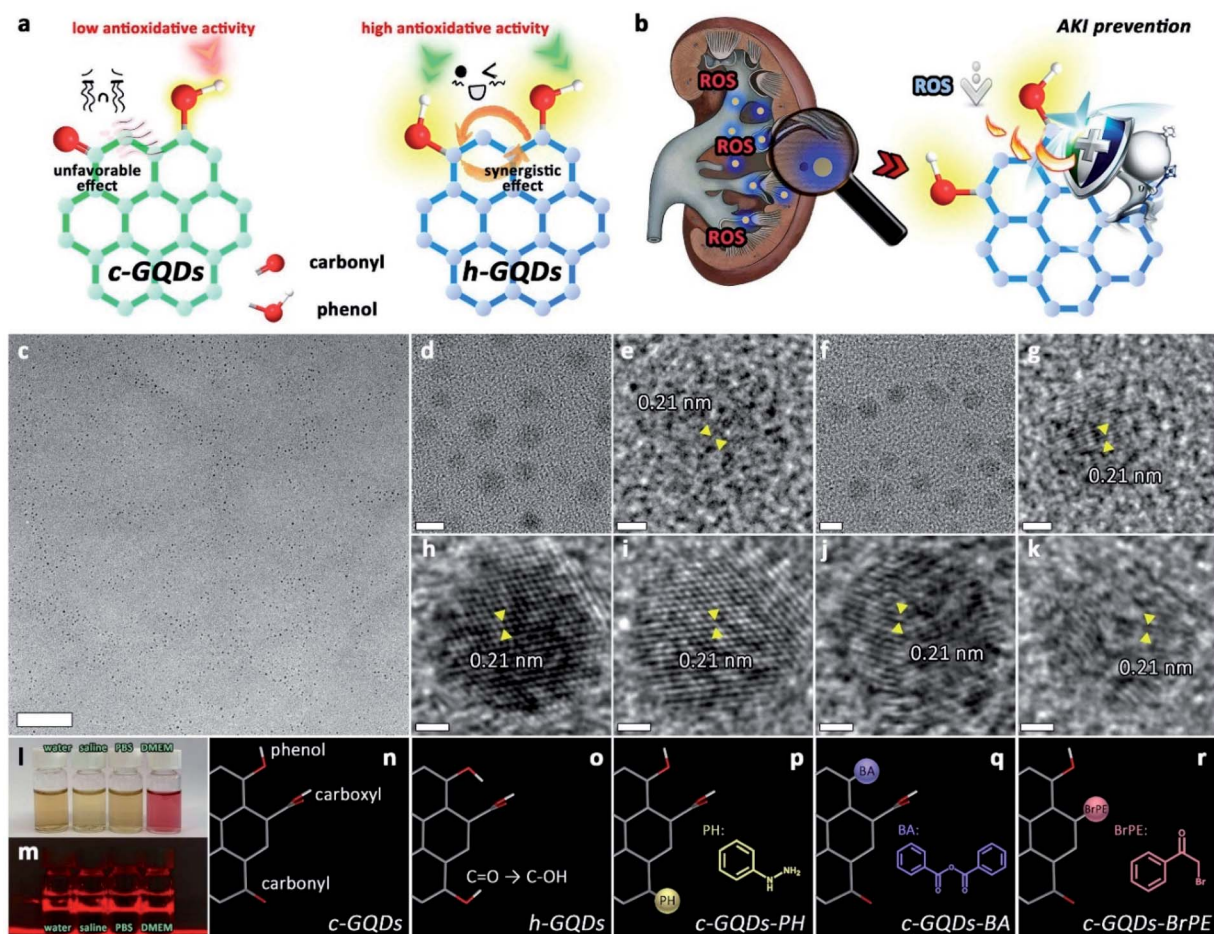 a
low antioxidative activity
high antioxidative activity
unfavorable
effect
synergistic
effect
c-GQDs
h-GQDs
carbonyl
phenol
b
AKI prevention
ROS
ROS
ROS
ROS
c
d
e
0.21 nm
f
g
0.21 nm
h
0.21 nm
i
0.21 nm
j
0.21 nm
k
0.21 nm
l
water saline PBS DMEM
m
water saline PBS DMEM
n
phenol
carboxyl
carbonyl
c-GQDs
o
C=O → C-OH
h-GQDs
p
PH:
NH2
N
H
PH
c-GQDs-PH
q
BA
BA:
O
O O
c-GQDs-BA
r
BrPE
BrPE:
O
Br
c-GQDs-BrPE